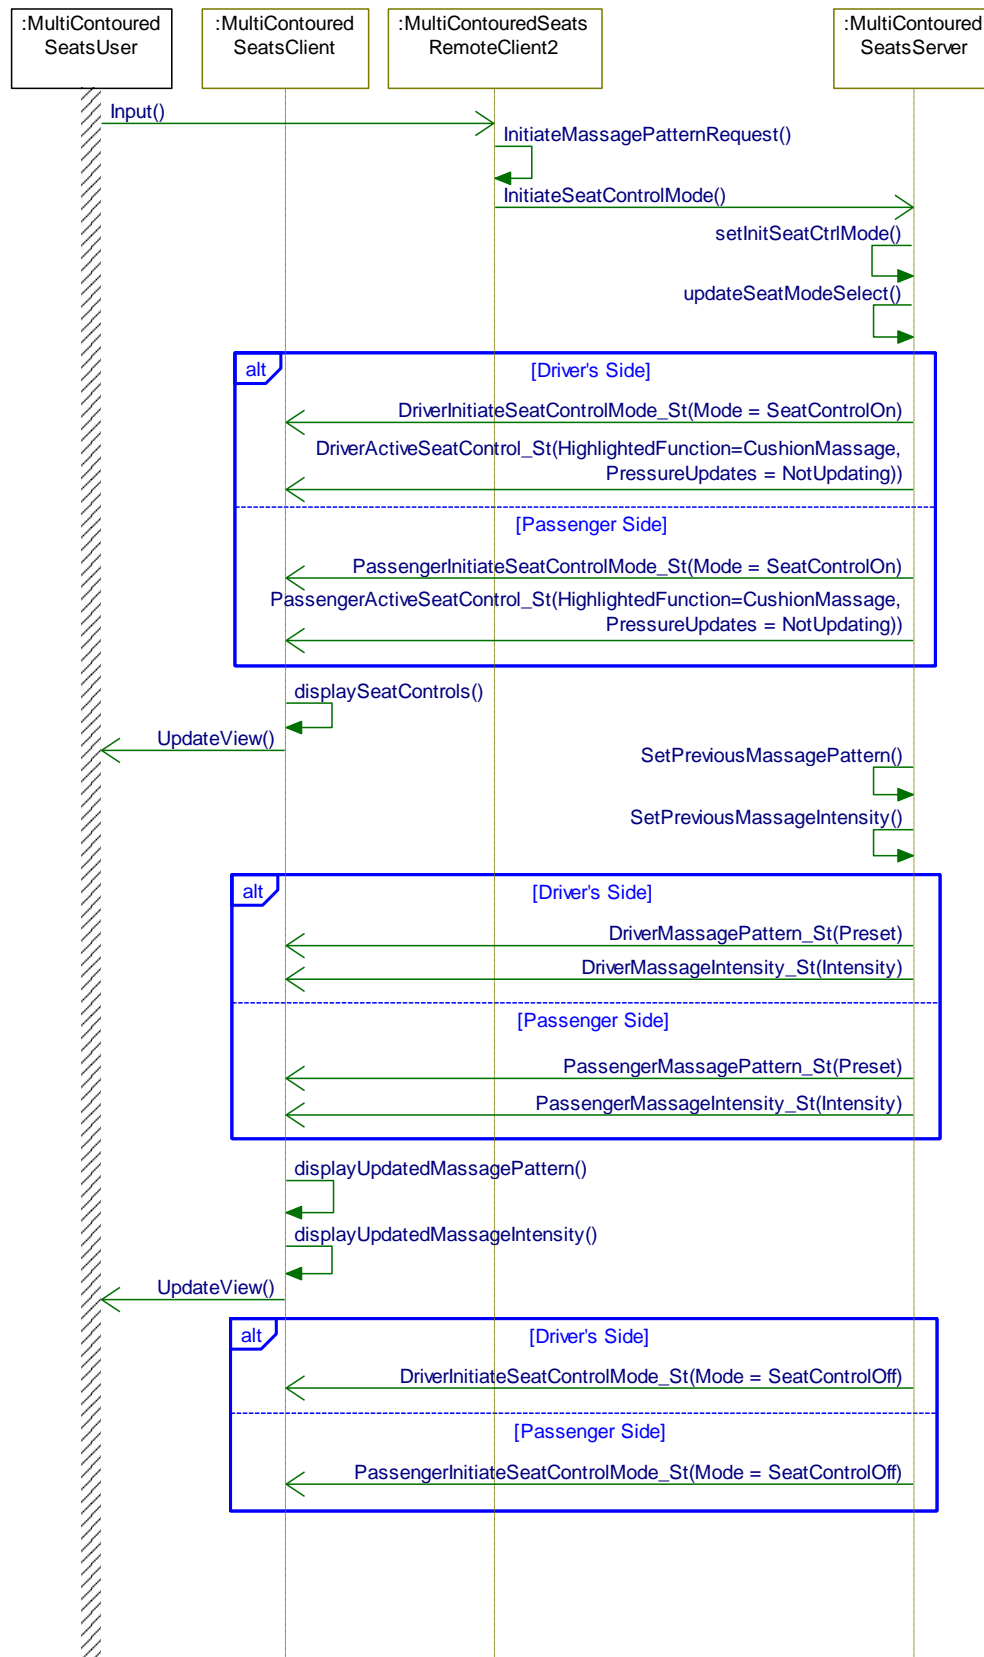 :MultiContoured
SeatsUser
:MultiContoured
SeatsClient
:MultiContouredSeats
RemoteClient2
:MultiContoured
SeatsServer
Input()
InitiateMassagePatternRequest()
InitiateSeatControlMode()
setInitSeatCtrlMode()
updateSeatModeSelect()
alt
[Driver's Side]
DriverInitiateSeatControlMode_St(Mode = SeatControlOn)
DriverActiveSeatControl_St(HighlightedFunction=CushionMassage,
PressureUpdates = NotUpdating))
[Passenger Side]
PassengerInitiateSeatControlMode_St(Mode = SeatControlOn)
PassengerActiveSeatControl_St(HighlightedFunction=CushionMassage,
PressureUpdates = NotUpdating))
displaySeatControls()
UpdateView()
SetPreviousMassagePattern()
SetPreviousMassageIntensity()
alt
[Driver's Side]
DriverMassagePattern_St(Preset)
DriverMassageIntensity_St(Intensity)
[Passenger Side]
PassengerMassagePattern_St(Preset)
PassengerMassageIntensity_St(Intensity)
displayUpdatedMassagePattern()
displayUpdatedMassageIntensity()
UpdateView()
alt
[Driver's Side]
DriverInitiateSeatControlMode_St(Mode = SeatControlOff)
[Passenger Side]
PassengerInitiateSeatControlMode_St(Mode = SeatControlOff)